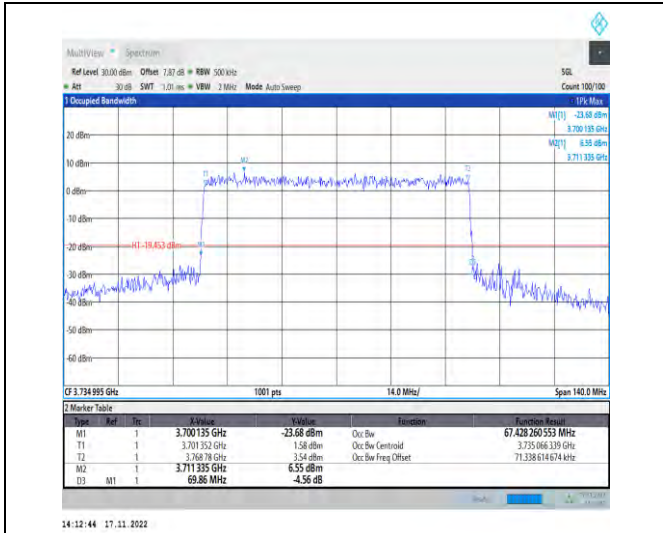 MultiView Spectrum
Ref Level 30.00 dBm Offset 7.87 dB RBW 500 kHz SGL
Att 30 dB SWT 1.01 ms VBW 2 MHz Mode Auto Sweep Count 100/100
1 Occupied Bandwidth 1Pk Max
M1[1] -23.68 dBm
3.700 135 GHz
M2[1] 6.55 dBm
3.711 335 GHz
20 dBm
10 dBm
M2
T1
T2
0 dBm
-10 dBm
-20 dBm
H1 -19.453 dBm
M1
D3
-30 dBm
-40 dBm
-50 dBm
-60 dBm
CF 3.734 995 GHz 1001 pts 14.0 MHz/ Span 140.0 MHz
2 Marker Table
Type Ref Trc X-Value Y-Value Function Function Result
M1 1 3.700 135 GHz -23.68 dBm Occ Bw 67.428 260 553 MHz
T1 1 3.701 352 GHz 1.58 dBm Occ Bw Centroid 3.735 066 339 GHz
T2 1 3.768 78 GHz 3.54 dBm Occ Bw Freq Offset 71.338 614 674 kHz
M2 1 3.711 335 GHz 6.55 dBm
D3 M1 1 69.86 MHz -4.56 dB
14:12:44 17.11.2022